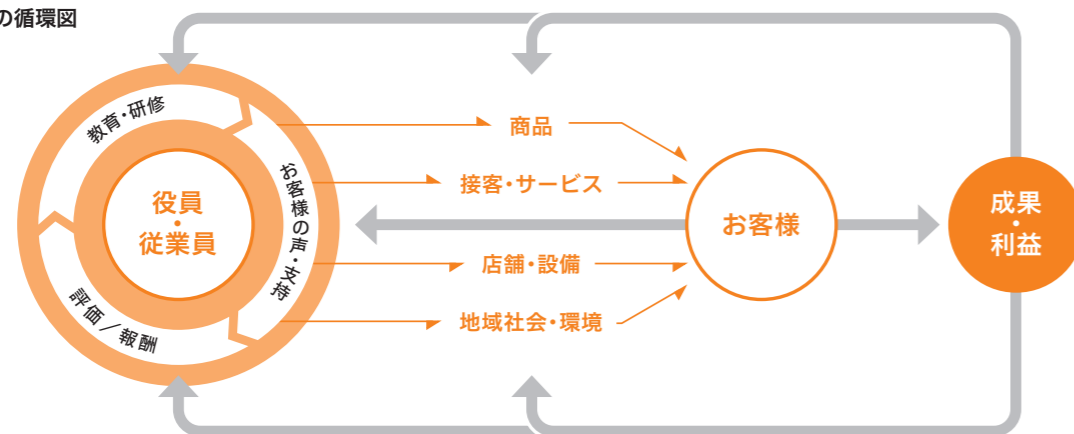 の循環図
教育・研修
お客様の声・支持
評価／報酬
役員
・
従業員
商品
接客・サービス
店舗・設備
地域社会・環境
お客様
成果
・
利益